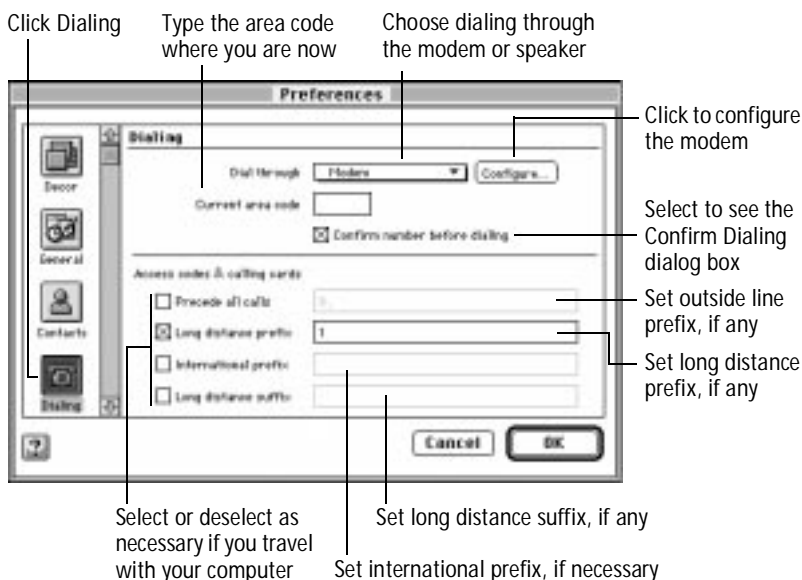 Click Dialing
Type the area code
where you are now
Choose dialing through
the modem or speaker
Preferences
Click to configure
the modem
Dialing
Dial through
Modem
Configure...
Decor
Current area code
Confirm number before dialing
Select to see the
Confirm Dialing
dialog box
General
Access codes & calling cards
Precede all calls
9,
Set outside line
prefix, if any
Contacts
Long distance prefix
1
Set long distance
prefix, if any
International prefix
Dialing
Long distance suffix
?
Cancel
OK
Select or deselect as
necessary if you travel
with your computer
Set long distance suffix, if any
Set international prefix, if necessary